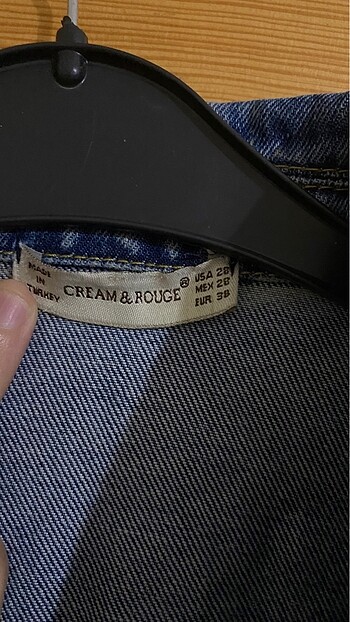 MADE
IN
TURKEY
CREAM & ROUGE®
USA 28
MEX 28
EUR 38